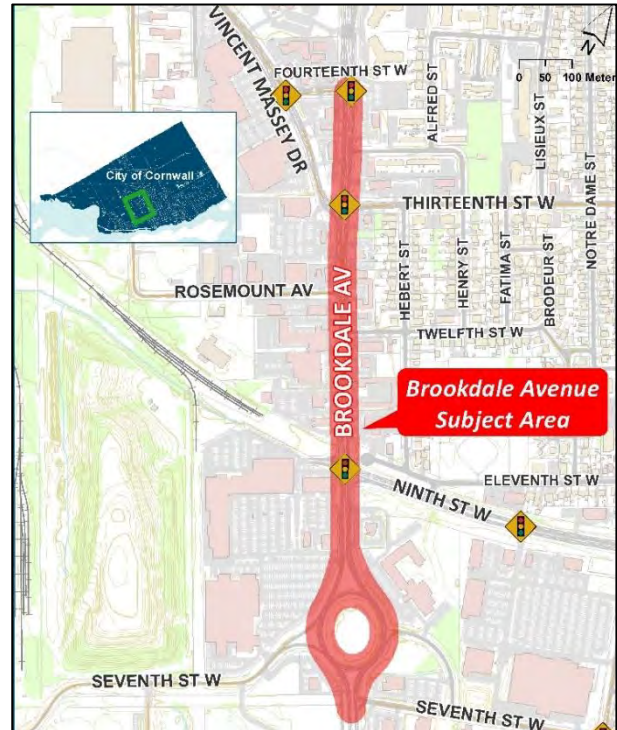 VINCENT MASSEY DR
FOURTEENTH ST W
N
0 50 100 Meter
ALFRED ST
LISIEUX ST
NOTRE DAME ST
City of Cornwall
THIRTEENTH ST W
ROSEMOUNT AV
BROOKDALE AV
HEBERT ST
HENRY ST
FATIMA ST
BRODEUR ST
TWELFTH ST W
Brookdale Avenue
Subject Area
NINTH ST W
ELEVENTH ST W
SEVENTH ST W
SEVENTH ST W